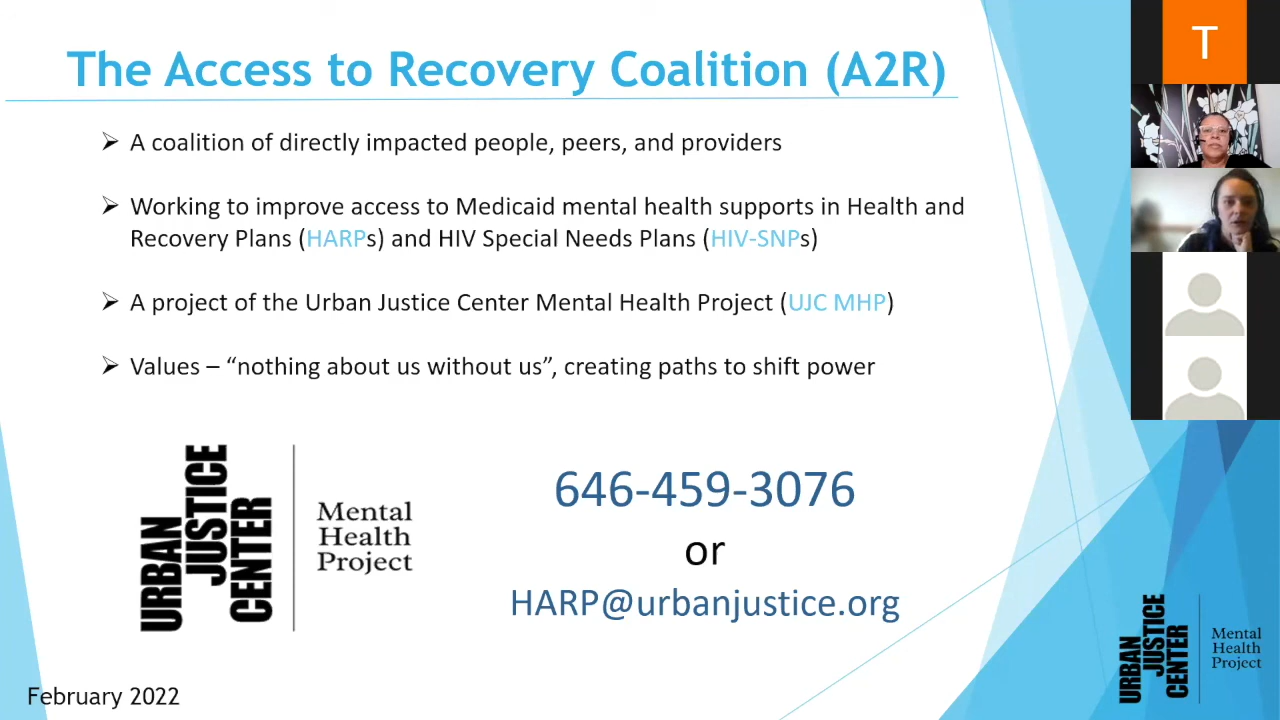 The Access to Recovery Coalition (A2R)
➢ A coalition of directly impacted people, peers, and providers
➢ Working to improve access to Medicaid mental health supports in Health and
Recovery Plans (HARPs) and HIV Special Needs Plans (HIV-SNPs)
➢ A project of the Urban Justice Center Mental Health Project (UJC MHP)
➢ Values – “nothing about us without us”, creating paths to shift power
URBAN
JUSTICE
CENTER
Mental
Health
Project
646-459-3076
or
HARP@urbanjustice.org
February 2022
T
URBAN
JUSTICE
CENTER
Mental
Health
Project